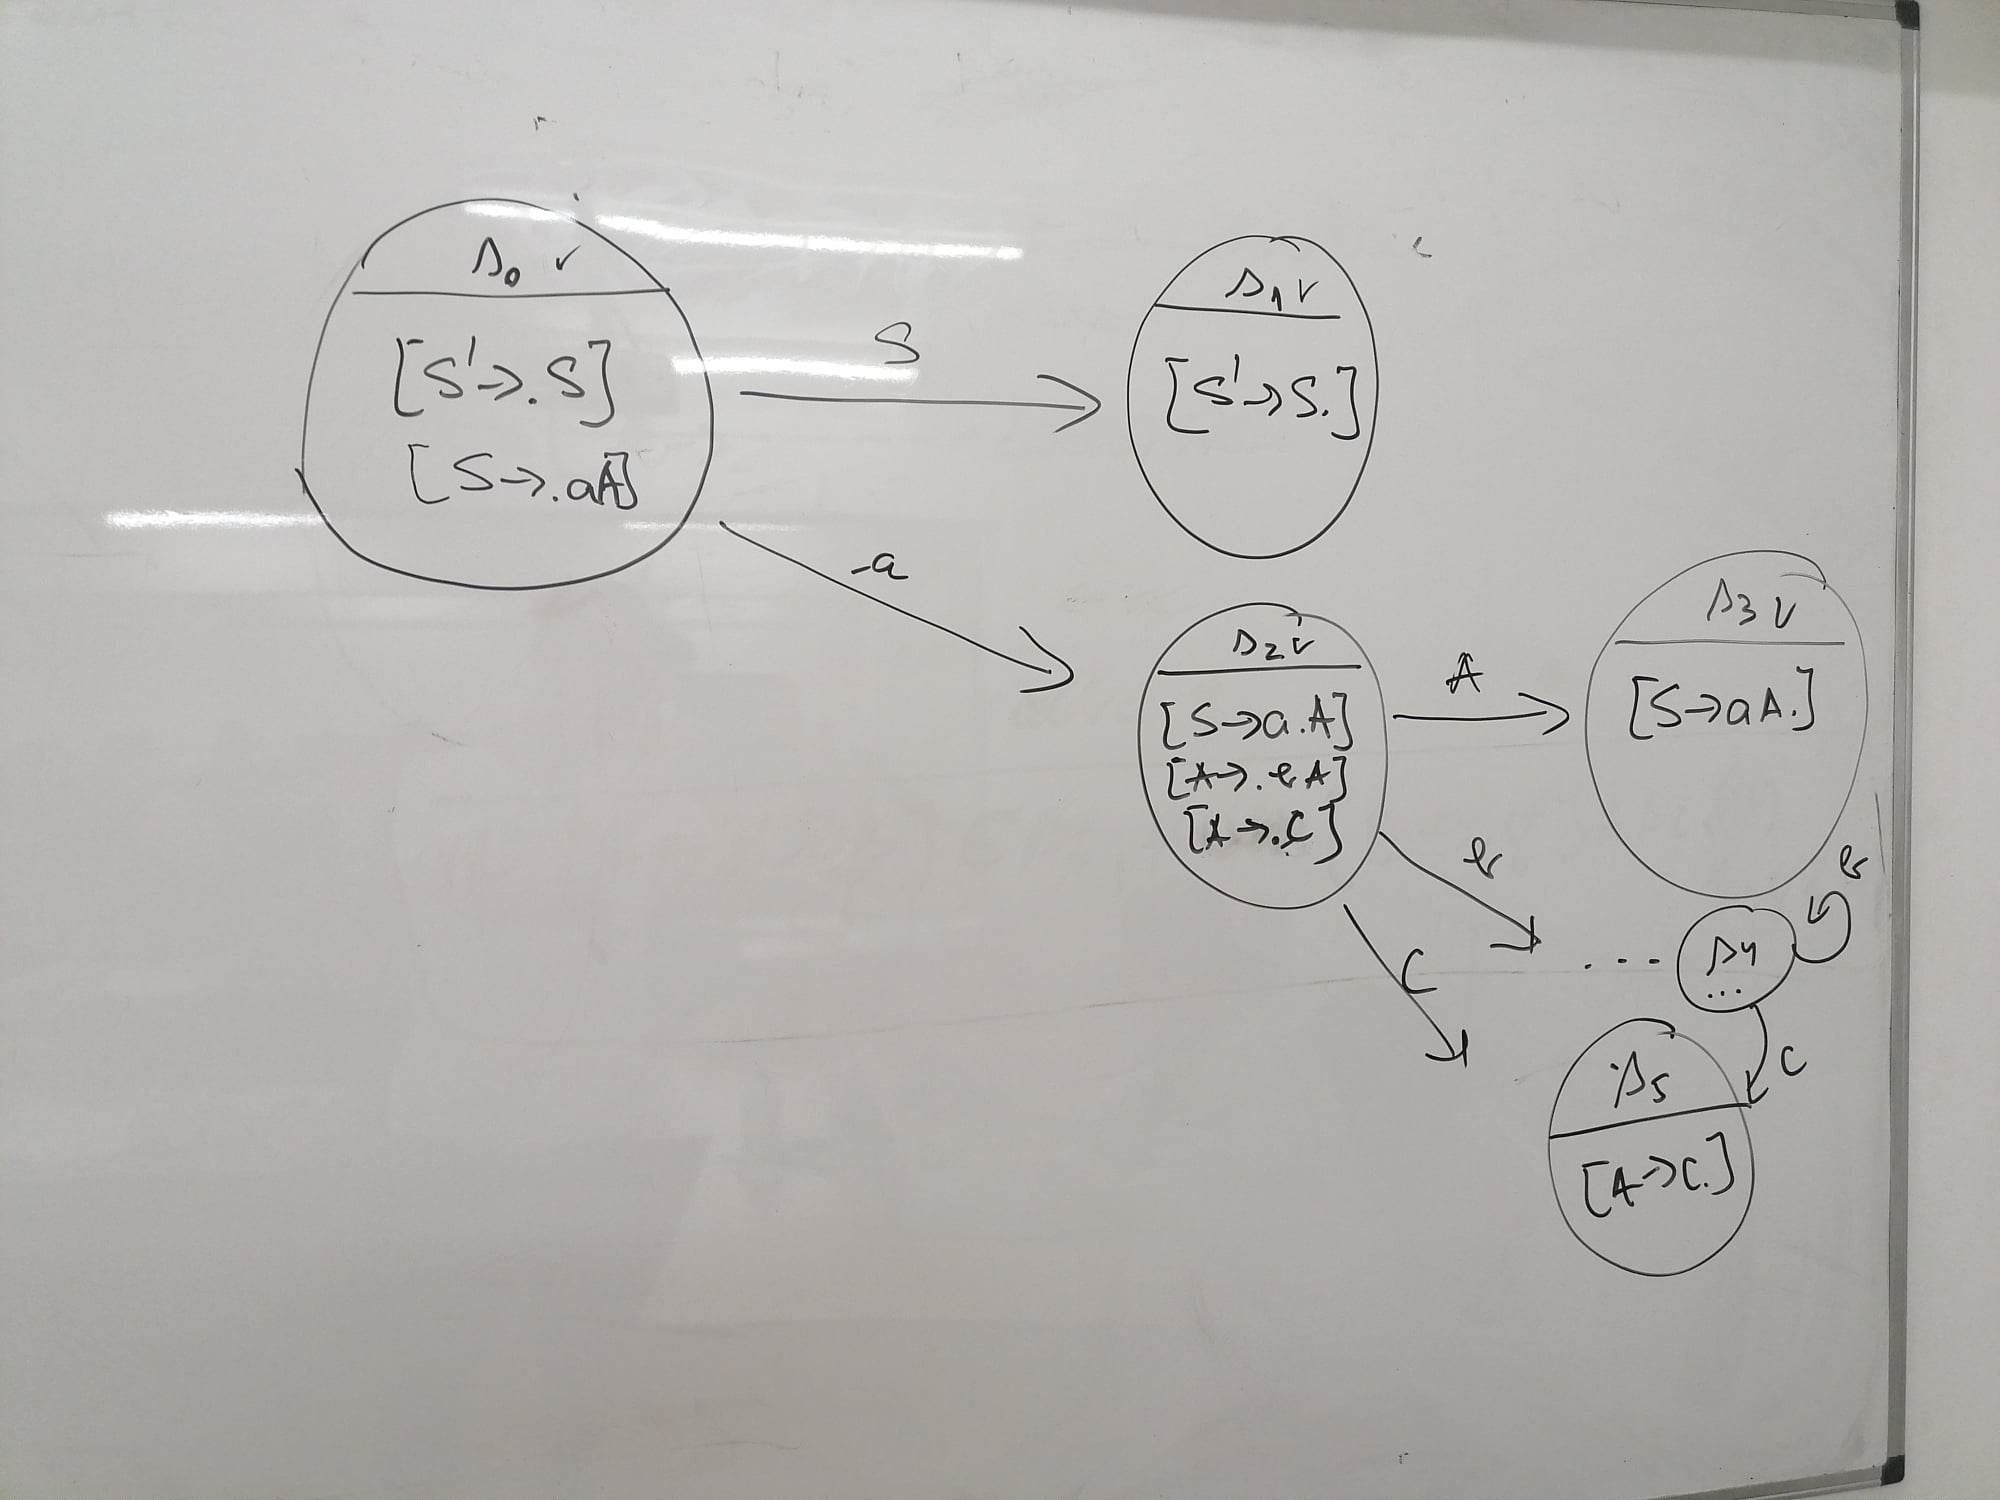 s0 ✓
[S'→.S]
[S→.aA]
S
a
s1 ✓
[S'→S.]
s2 ✓
[S→a.A]
[A→.bA]
[A→.c]
A
b
c
s3 ✓
[S→aA.]
b
... s4
...
c
s5
[A→c.]